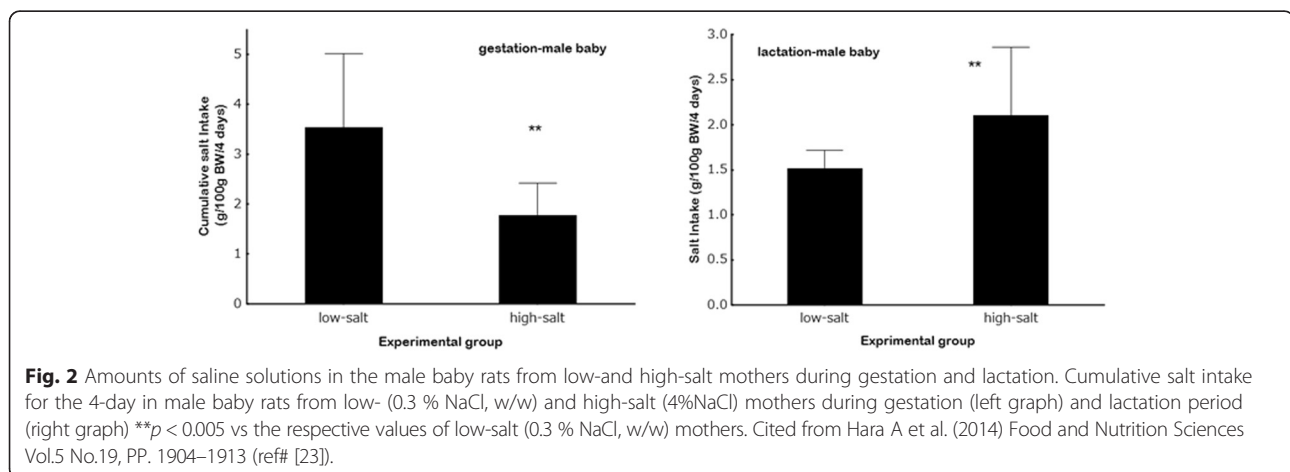 gestation-male baby
Cumulative salt Intake
(g/100g BW/4 days)
5
4
3
2
1
0
**
low-salt
high-salt
Experimental group
lactation-male baby
Salt Intake (g/100g BW/4 days)
3.0
2.5
2.0
1.5
1.0
0.5
0.0
**
low-salt
high-salt
Exprimental group
Fig. 2 Amounts of saline solutions in the male baby rats from low-and high-salt mothers during gestation and lactation. Cumulative salt intake
for the 4-day in male baby rats from low- (0.3 % NaCl, w/w) and high-salt (4%NaCl) mothers during gestation (left graph) and lactation period
(right graph) **p < 0.005 vs the respective values of low-salt (0.3 % NaCl, w/w) mothers. Cited from Hara A et al. (2014) Food and Nutrition Sciences
Vol.5 No.19, PP. 1904–1913 (ref# [23]).